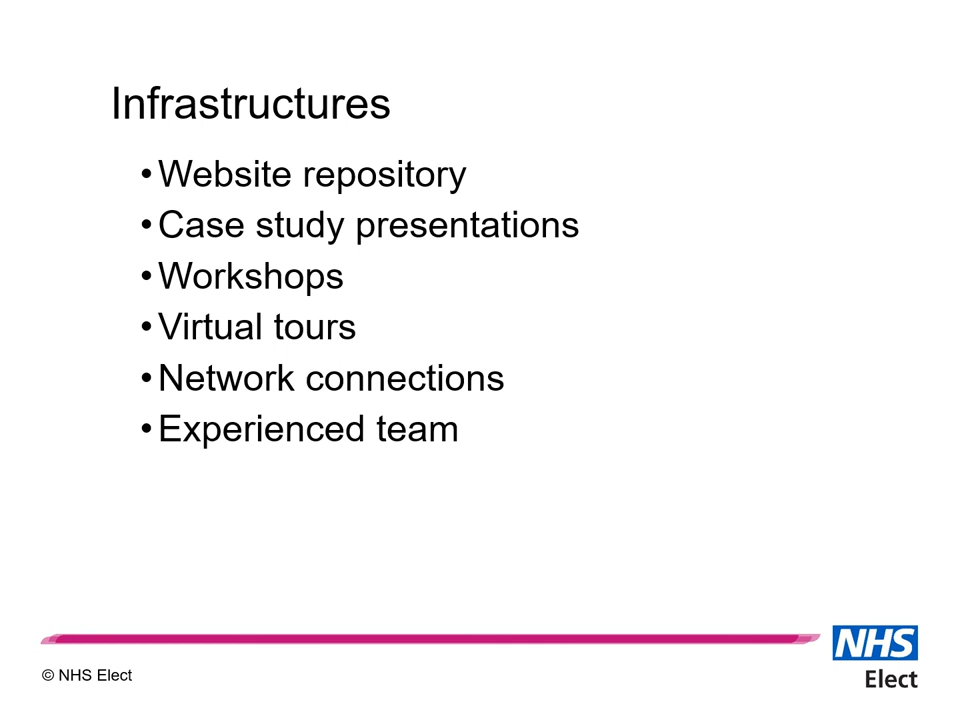 Infrastructures
•Website repository
•Case study presentations
•Workshops
•Virtual tours
•Network connections
•Experienced team
© NHS Elect
NHS
Elect